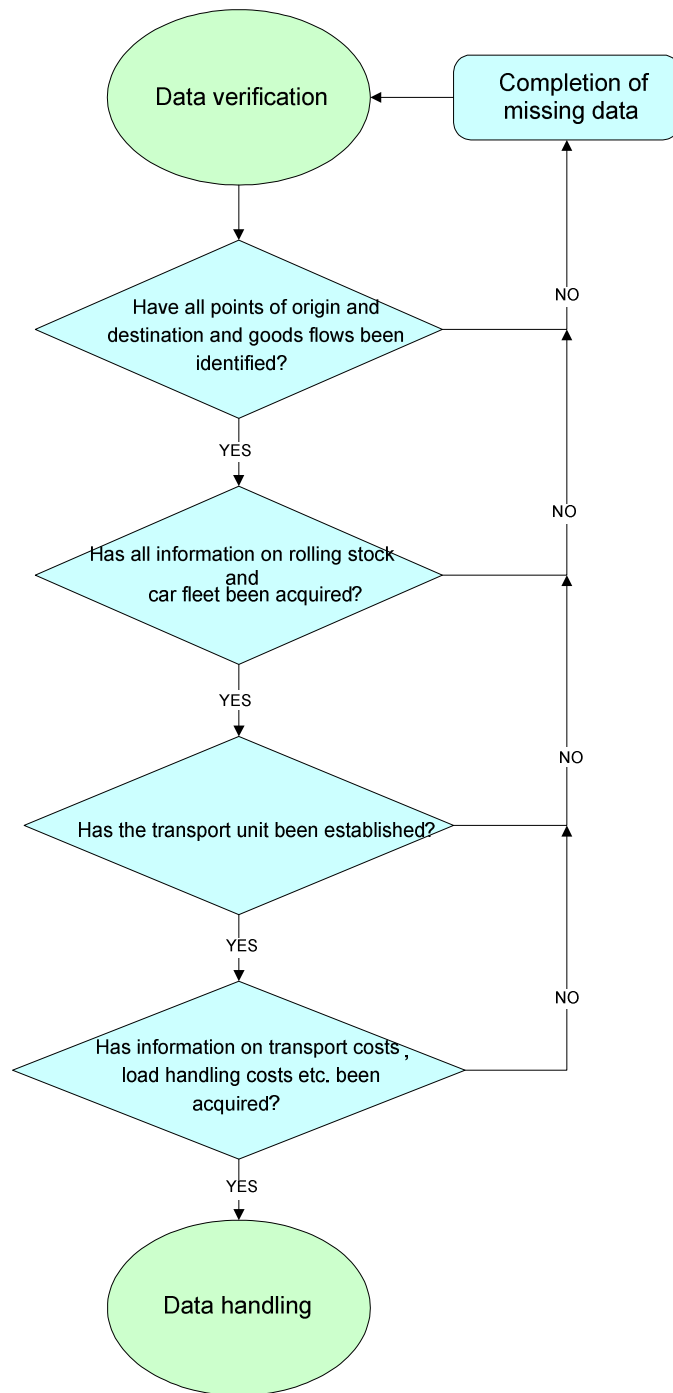 Data verification
Completion of
missing data
Have all points of origin and
destination and goods flows been
identified?
NO
YES
Has all information on rolling stock
and
car fleet been acquired?
NO
YES
Has the transport unit been established?
NO
YES
Has information on transport costs,
load handling costs etc. been
acquired?
NO
YES
Data handling